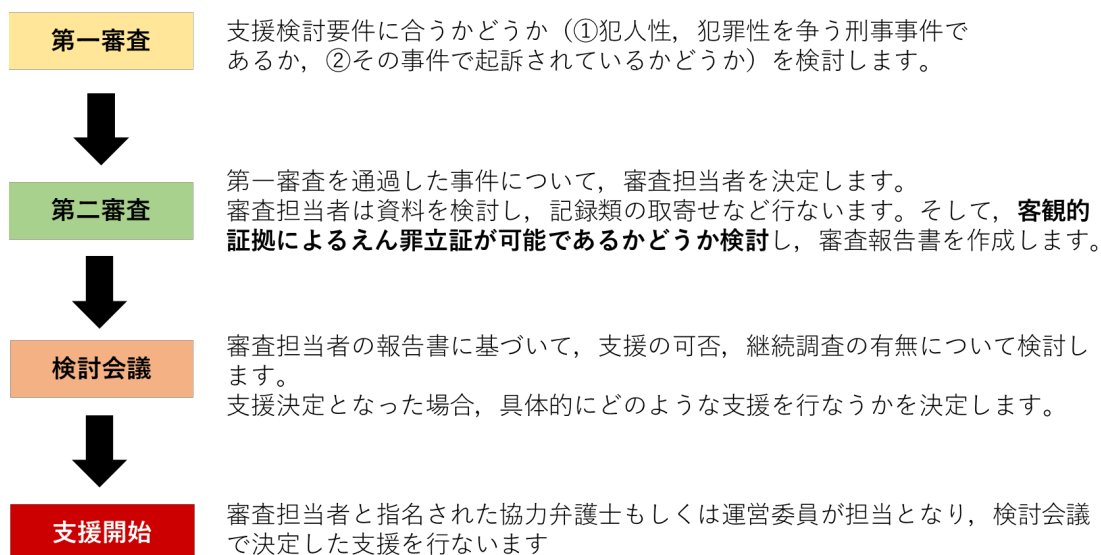 第一審査
支援検討要件に合うかどうか（①犯人性，犯罪性を争う刑事事件で
あるか，②その事件で起訴されているかどうか）を検討します。
第二審査
第一審査を通過した事件について，審査担当者を決定します。
審査担当者は資料を検討し，記録類の取寄せなど行ないます。そして，客観的
証拠によるえん罪立証が可能であるかどうか検討し，審査報告書を作成します。
検討会議
審査担当者の報告書に基づいて，支援の可否，継続調査の有無について検討し
ます。
支援決定となった場合，具体的にどのような支援を行なうかを決定します。
支援開始
審査担当者と指名された協力弁護士もしくは運営委員が担当となり，検討会議
で決定した支援を行ないます